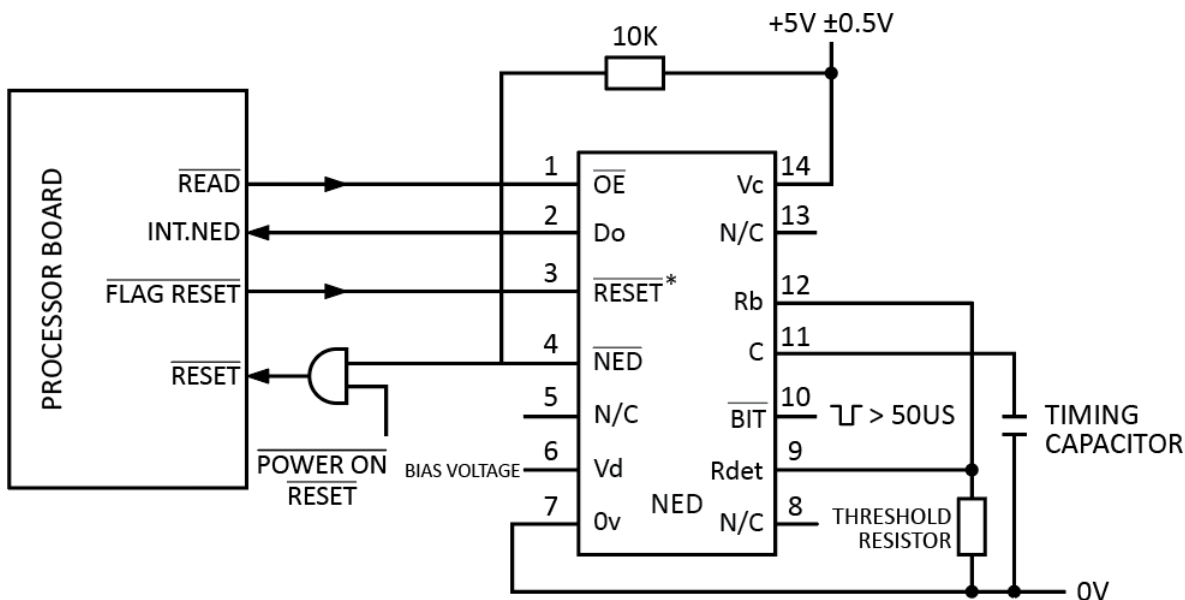 +5V ±0.5V
10K
PROCESSOR BOARD
READ
INT.NED
FLAG RESET
RESET
POWER ON
RESET
BIAS VOLTAGE
1
2
3
4
5
6
7
OE
Do
RESET*
NED
N/C
Vd
0v
NED
Vc
N/C
Rb
C
BIT
Rdet
N/C
14
13
12
11
10
9
8
> 50US
TIMING
CAPACITOR
THRESHOLD
RESISTOR
0V